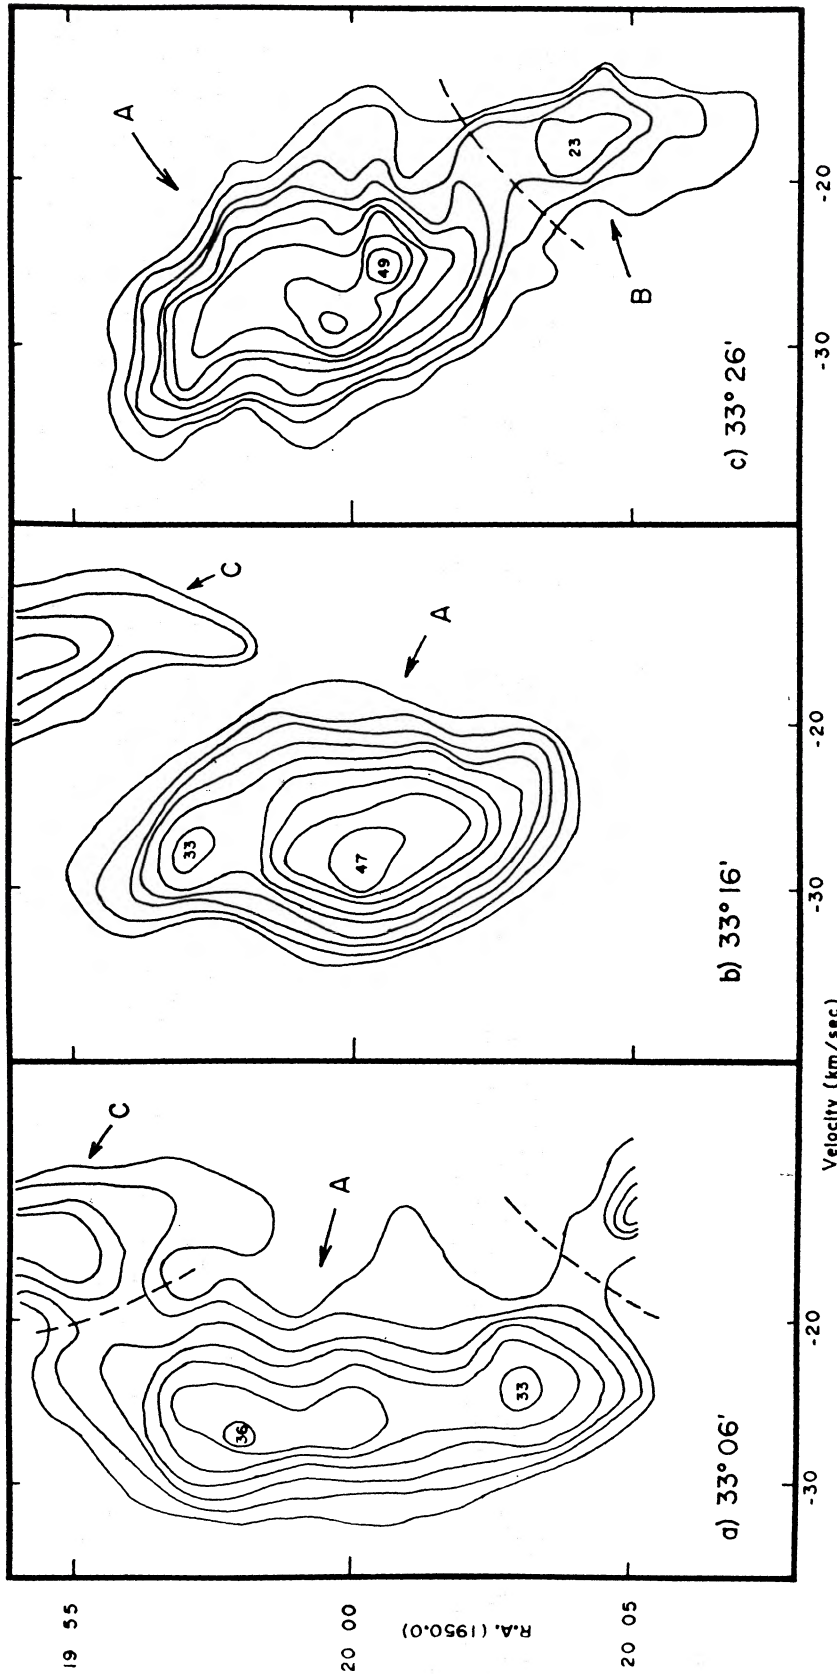 A
49
23
B
c) 33° 26'
-20
-30
C
A
33
47
b) 33° 16'
-20
-30
C
A
36
33
a) 33° 06'
-20
-30
Velocity (km/sec)
19 55
20 00
20 05
R.A. (1950.0)